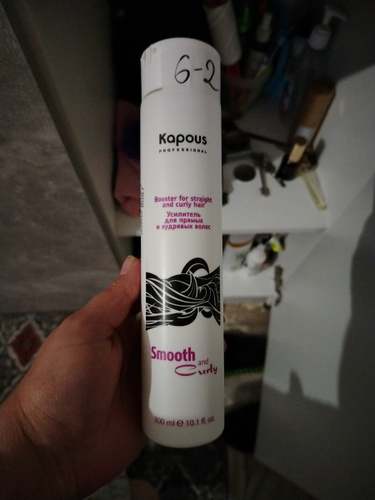 6-2
Kapous
PROFESSIONAL
Booster for straight
and curly hair
Усилитель
для прямых
и кудрявых волос
Smooth and
Curly
300 ml e 10.1 fl. oz.